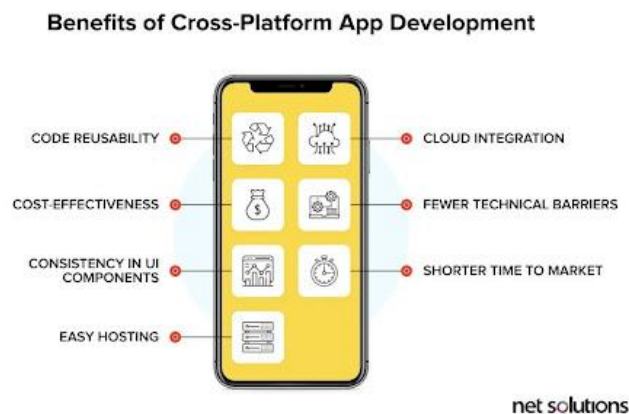 Benefits of Cross-Platform App Development
CODE REUSABILITY
CLOUD INTEGRATION
COST-EFFECTIVENESS
$
FEWER TECHNICAL BARRIERS
CONSISTENCY IN UI
COMPONENTS
SHORTER TIME TO MARKET
EASY HOSTING
net solutions